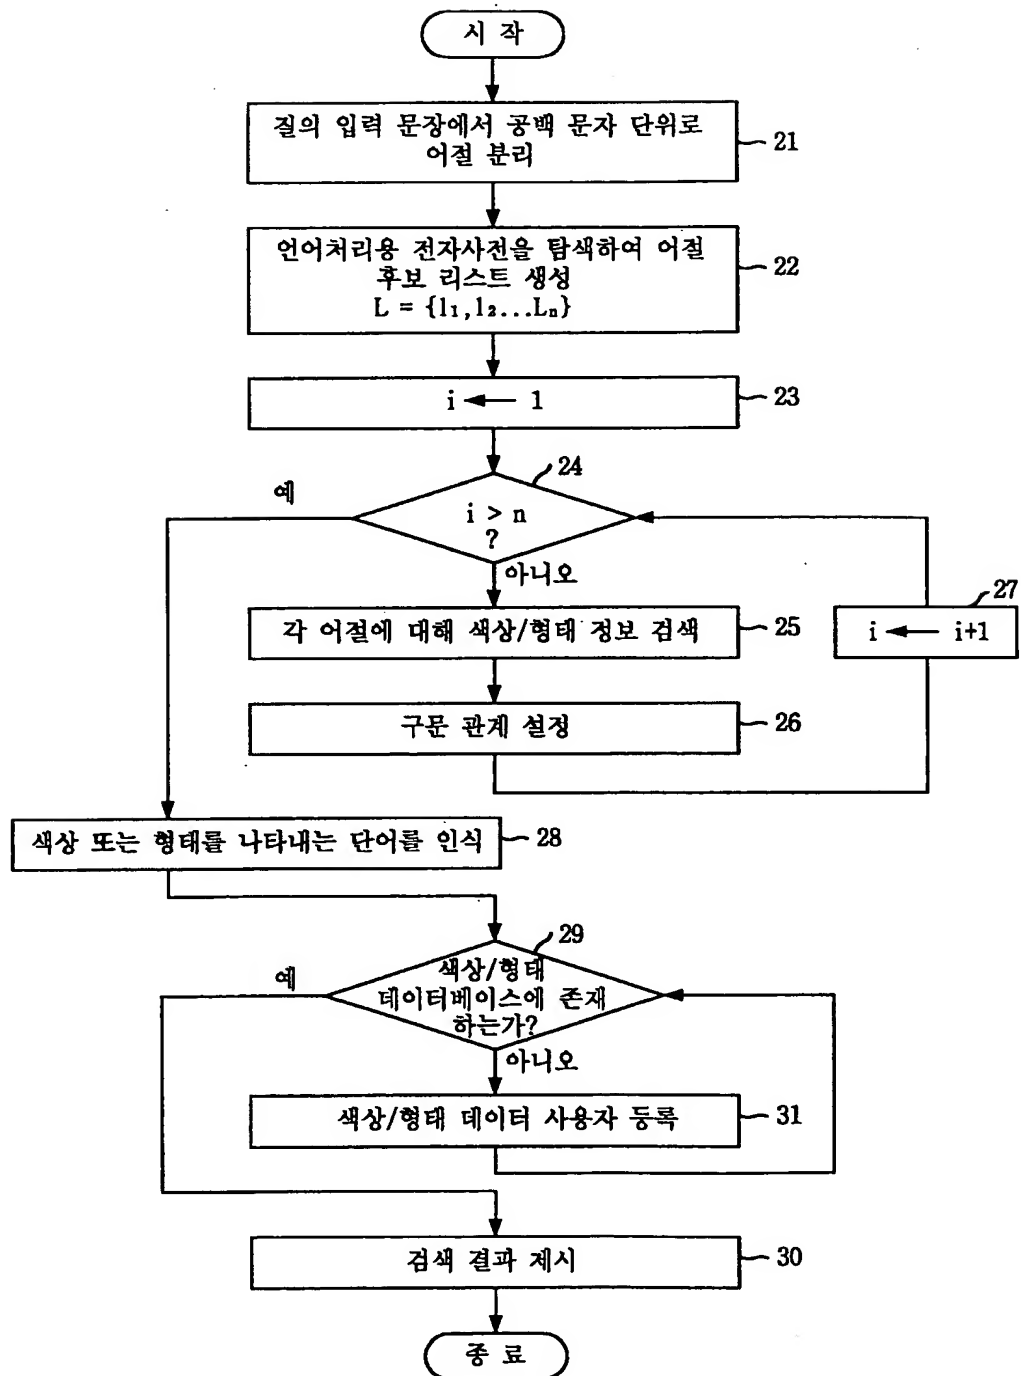 시 작
질의 입력 문장에서 공백 문자 단위로
어절 분리
21
언어처리용 전자사전을 탐색하여 어절
후보 리스트 생성
L = {l₁,l₂...Lₙ}
22
i ← 1
23
24
예
i > n
?
아니오
27
각 어절에 대해 색상/형태 정보 검색
25
i ← i+1
구문 관계 설정
26
색상 또는 형태를 나타내는 단어를 인식
28
29
예
색상/형태
데이터베이스에 존재
하는가?
아니오
색상/형태 데이터 사용자 등록
31
검색 결과 제시
30
종 료